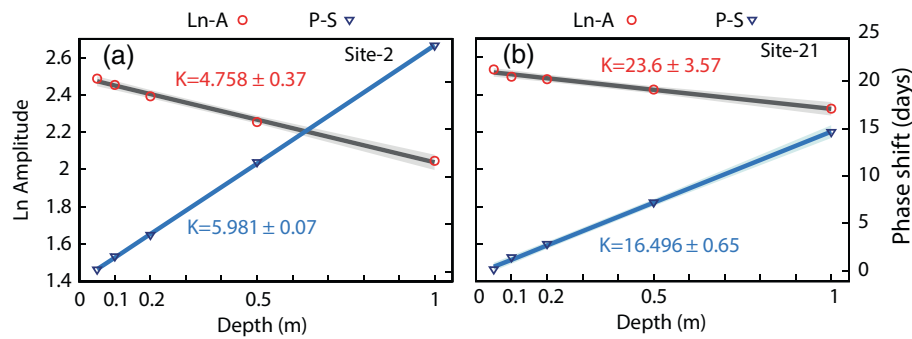 Ln-A P-S
Ln-A P-S
(a) Site-2
(b) Site-21
K=4.758 ± 0.37
K=5.981 ± 0.07
K=23.6 ± 3.57
K=16.496 ± 0.65
Ln Amplitude
2.6
2.4
2.2
2
1.8
1.6
1.4
0 0.1 0.2 0.5 1
Depth (m)
0 0.1 0.2 0.5 1
Depth (m)
25
20
15
10
5
0
Phase shift (days)